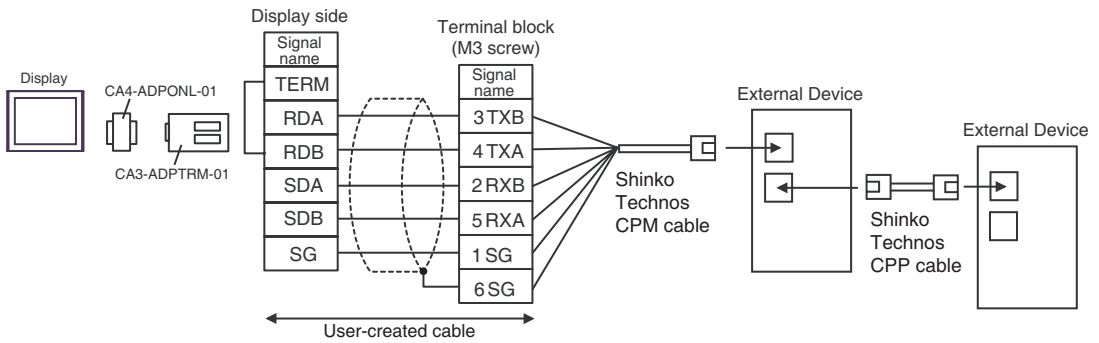 Display
CA4-ADPONL-01
CA3-ADPTRM-01
Display side
Signal
name
TERM
RDA
RDB
SDA
SDB
SG
Terminal block
(M3 screw)
Signal
name
3 TXB
4 TXA
2 RXB
5 RXA
1 SG
6 SG
User-created cable
Shinko
Technos
CPM cable
External Device
Shinko
Technos
CPP cable
External Device